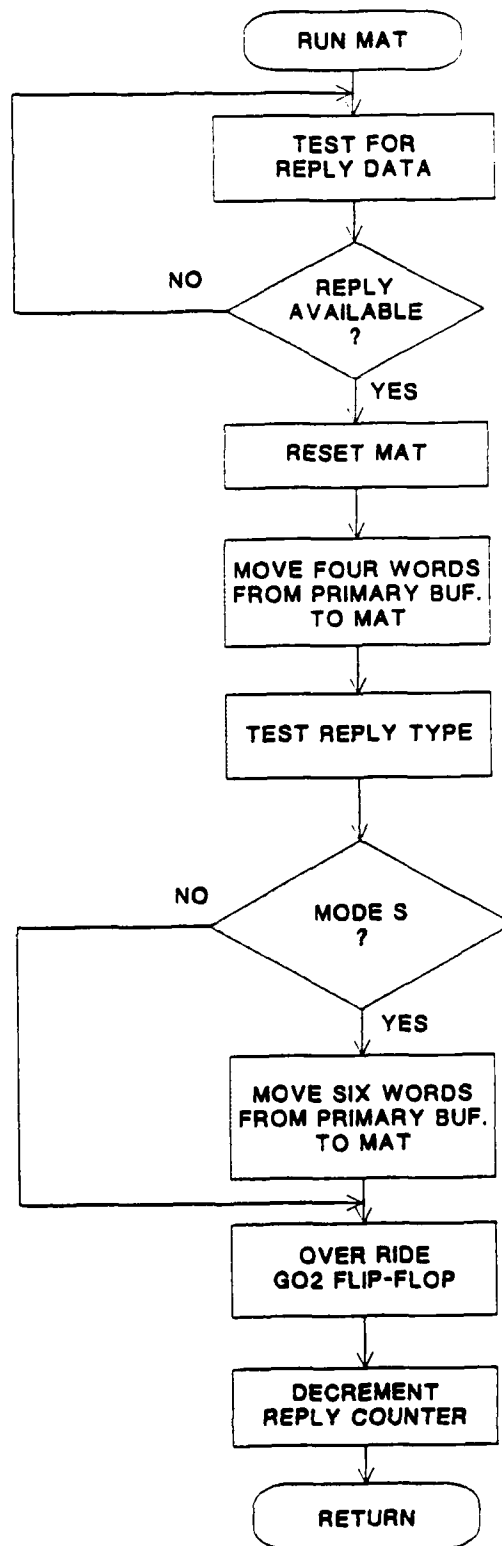 RUN MAT
TEST FOR
REPLY DATA
NO
REPLY
AVAILABLE
?
YES
RESET MAT
MOVE FOUR WORDS
FROM PRIMARY BUF.
TO MAT
TEST REPLY TYPE
NO
MODE S
?
YES
MOVE SIX WORDS
FROM PRIMARY BUF.
TO MAT
OVER RIDE
GO2 FLIP-FLOP
DECREMENT
REPLY COUNTER
RETURN